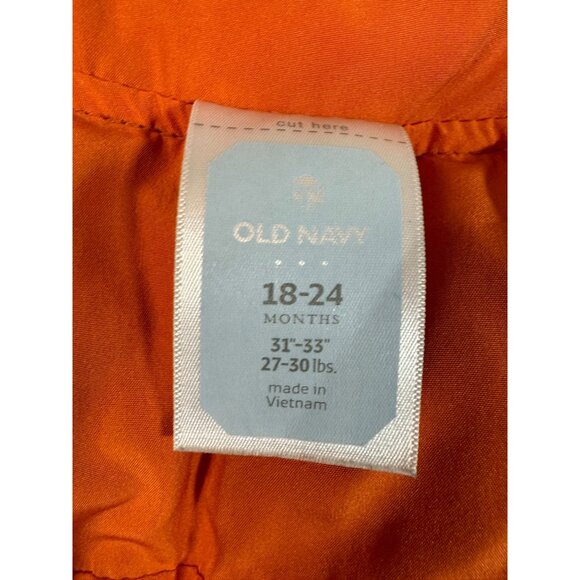 cut here
OLD NAVY
18-24
MONTHS
31"-33"
27-30 lbs.
made in
Vietnam